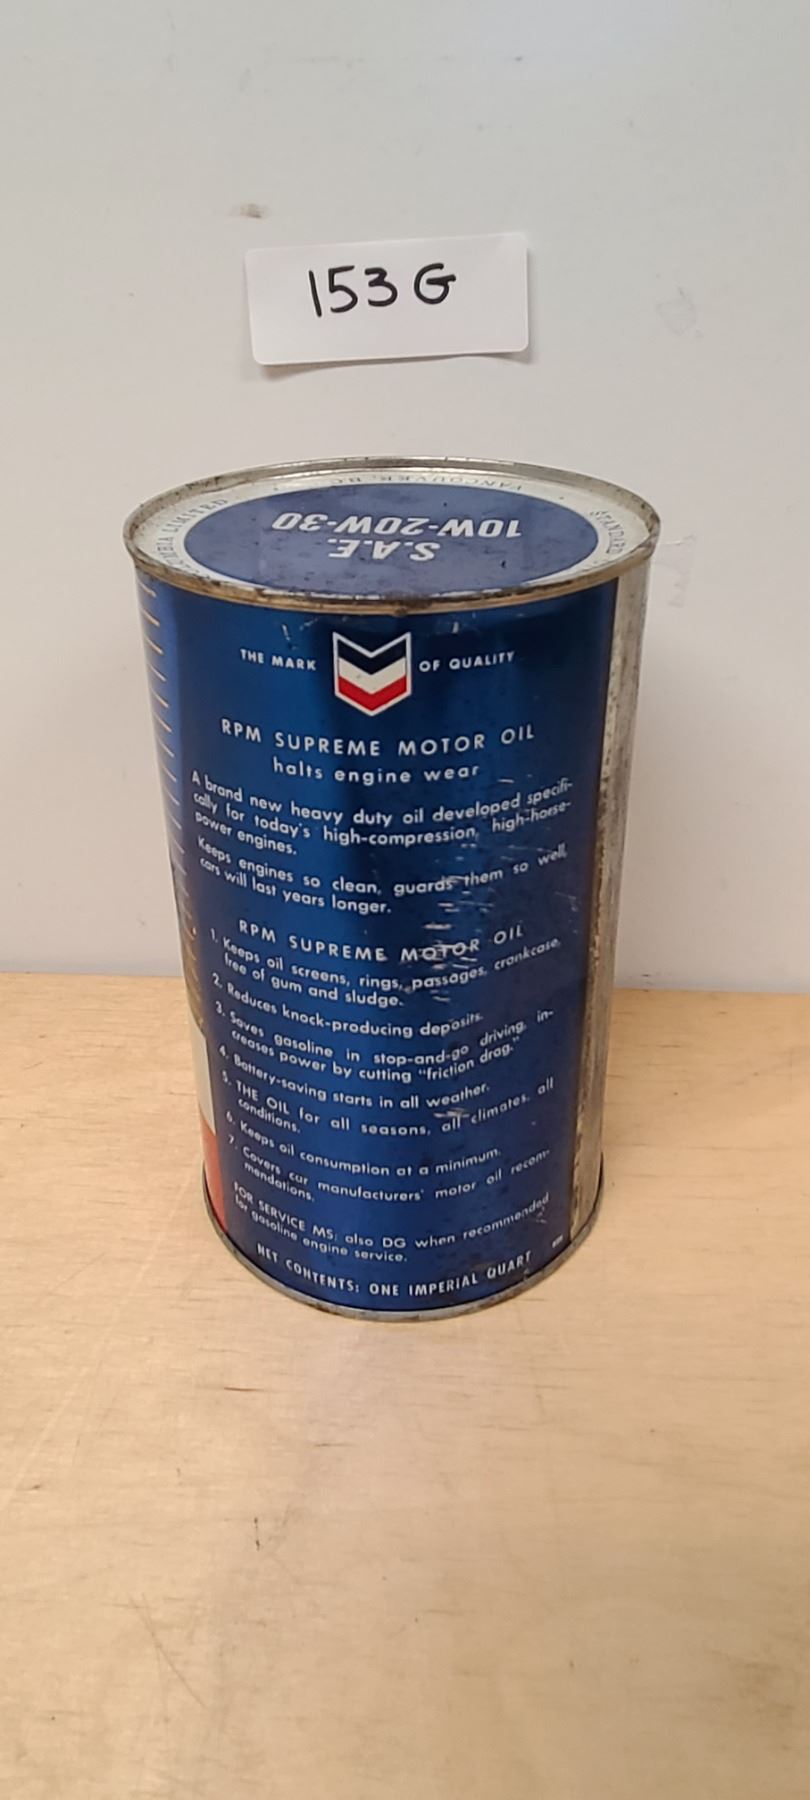 153 G
VANCOUVER, B.C.
LIMITED
STANDARD
S.A.E.
10W-20W-30
THE MARK OF QUALITY
RPM SUPREME MOTOR OIL
halts engine wear
A brand new heavy duty oil developed specifi-
cally for today's high-compression, high-horse-
power engines.
Keeps engines so clean, guards them so well,
cars will last years longer.
RPM SUPREME MOTOR OIL
1. Keeps oil screens, rings, passages, crankcase,
free of gum and sludge.
2. Reduces knock-producing deposits.
3. Saves gasoline in stop-and-go driving, in-
creases power by cutting "friction drag."
4. Battery-saving starts in all weather.
5. THE OIL for all seasons, all climates, all
conditions.
6. Keeps oil consumption at a minimum.
7. Covers car manufacturers' motor oil recom-
mendations.
FOR SERVICE MS; also DG when recommended
for gasoline engine service.
NET CONTENTS: ONE IMPERIAL QUART